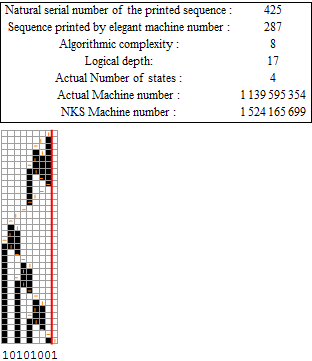 Natural serial number of the printed sequence : 425
Sequence printed by elegant machine number : 287
Algorithmic complexity : 8
Logical depth: 17
Actual Number of states : 4
Actual Machine number : 1 139 595 354
NKS Machine number : 1 524 165 699
10101001